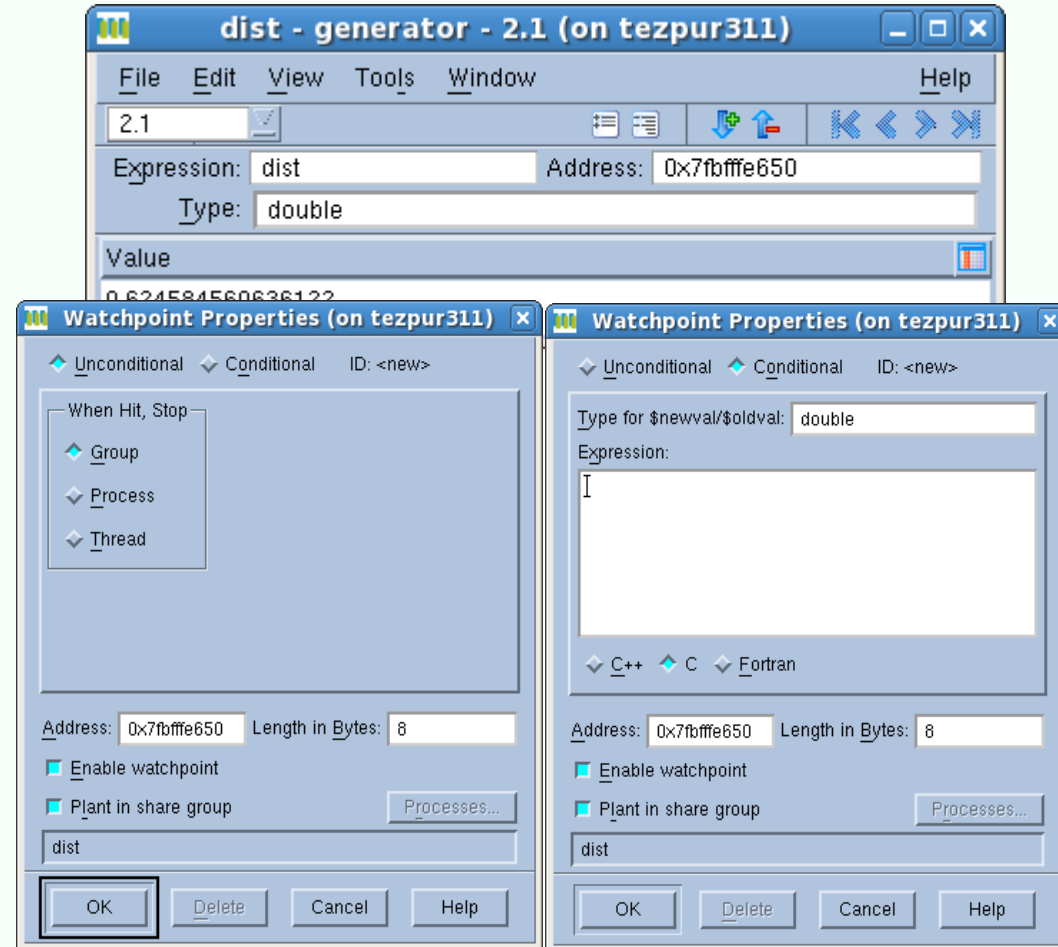 dist - generator - 2.1 (on tezpur311)
File Edit View Tools Window Help
2.1
Expression: dist Address: 0x7fbfffe650
Type: double
Value
0.624584560636122
Watchpoint Properties (on tezpur311)
Unconditional Conditional ID: <new>
When Hit, Stop
Group
Process
Thread
Address: 0x7fbfffe650 Length in Bytes: 8
Enable watchpoint
Plant in share group Processes...
dist
OK Delete Cancel Help
Watchpoint Properties (on tezpur311)
Unconditional Conditional ID: <new>
Type for $newval/$oldval: double
Expression:
C++ C Fortran
Address: 0x7fbfffe650 Length in Bytes: 8
Enable watchpoint
Plant in share group Processes...
dist
OK Delete Cancel Help